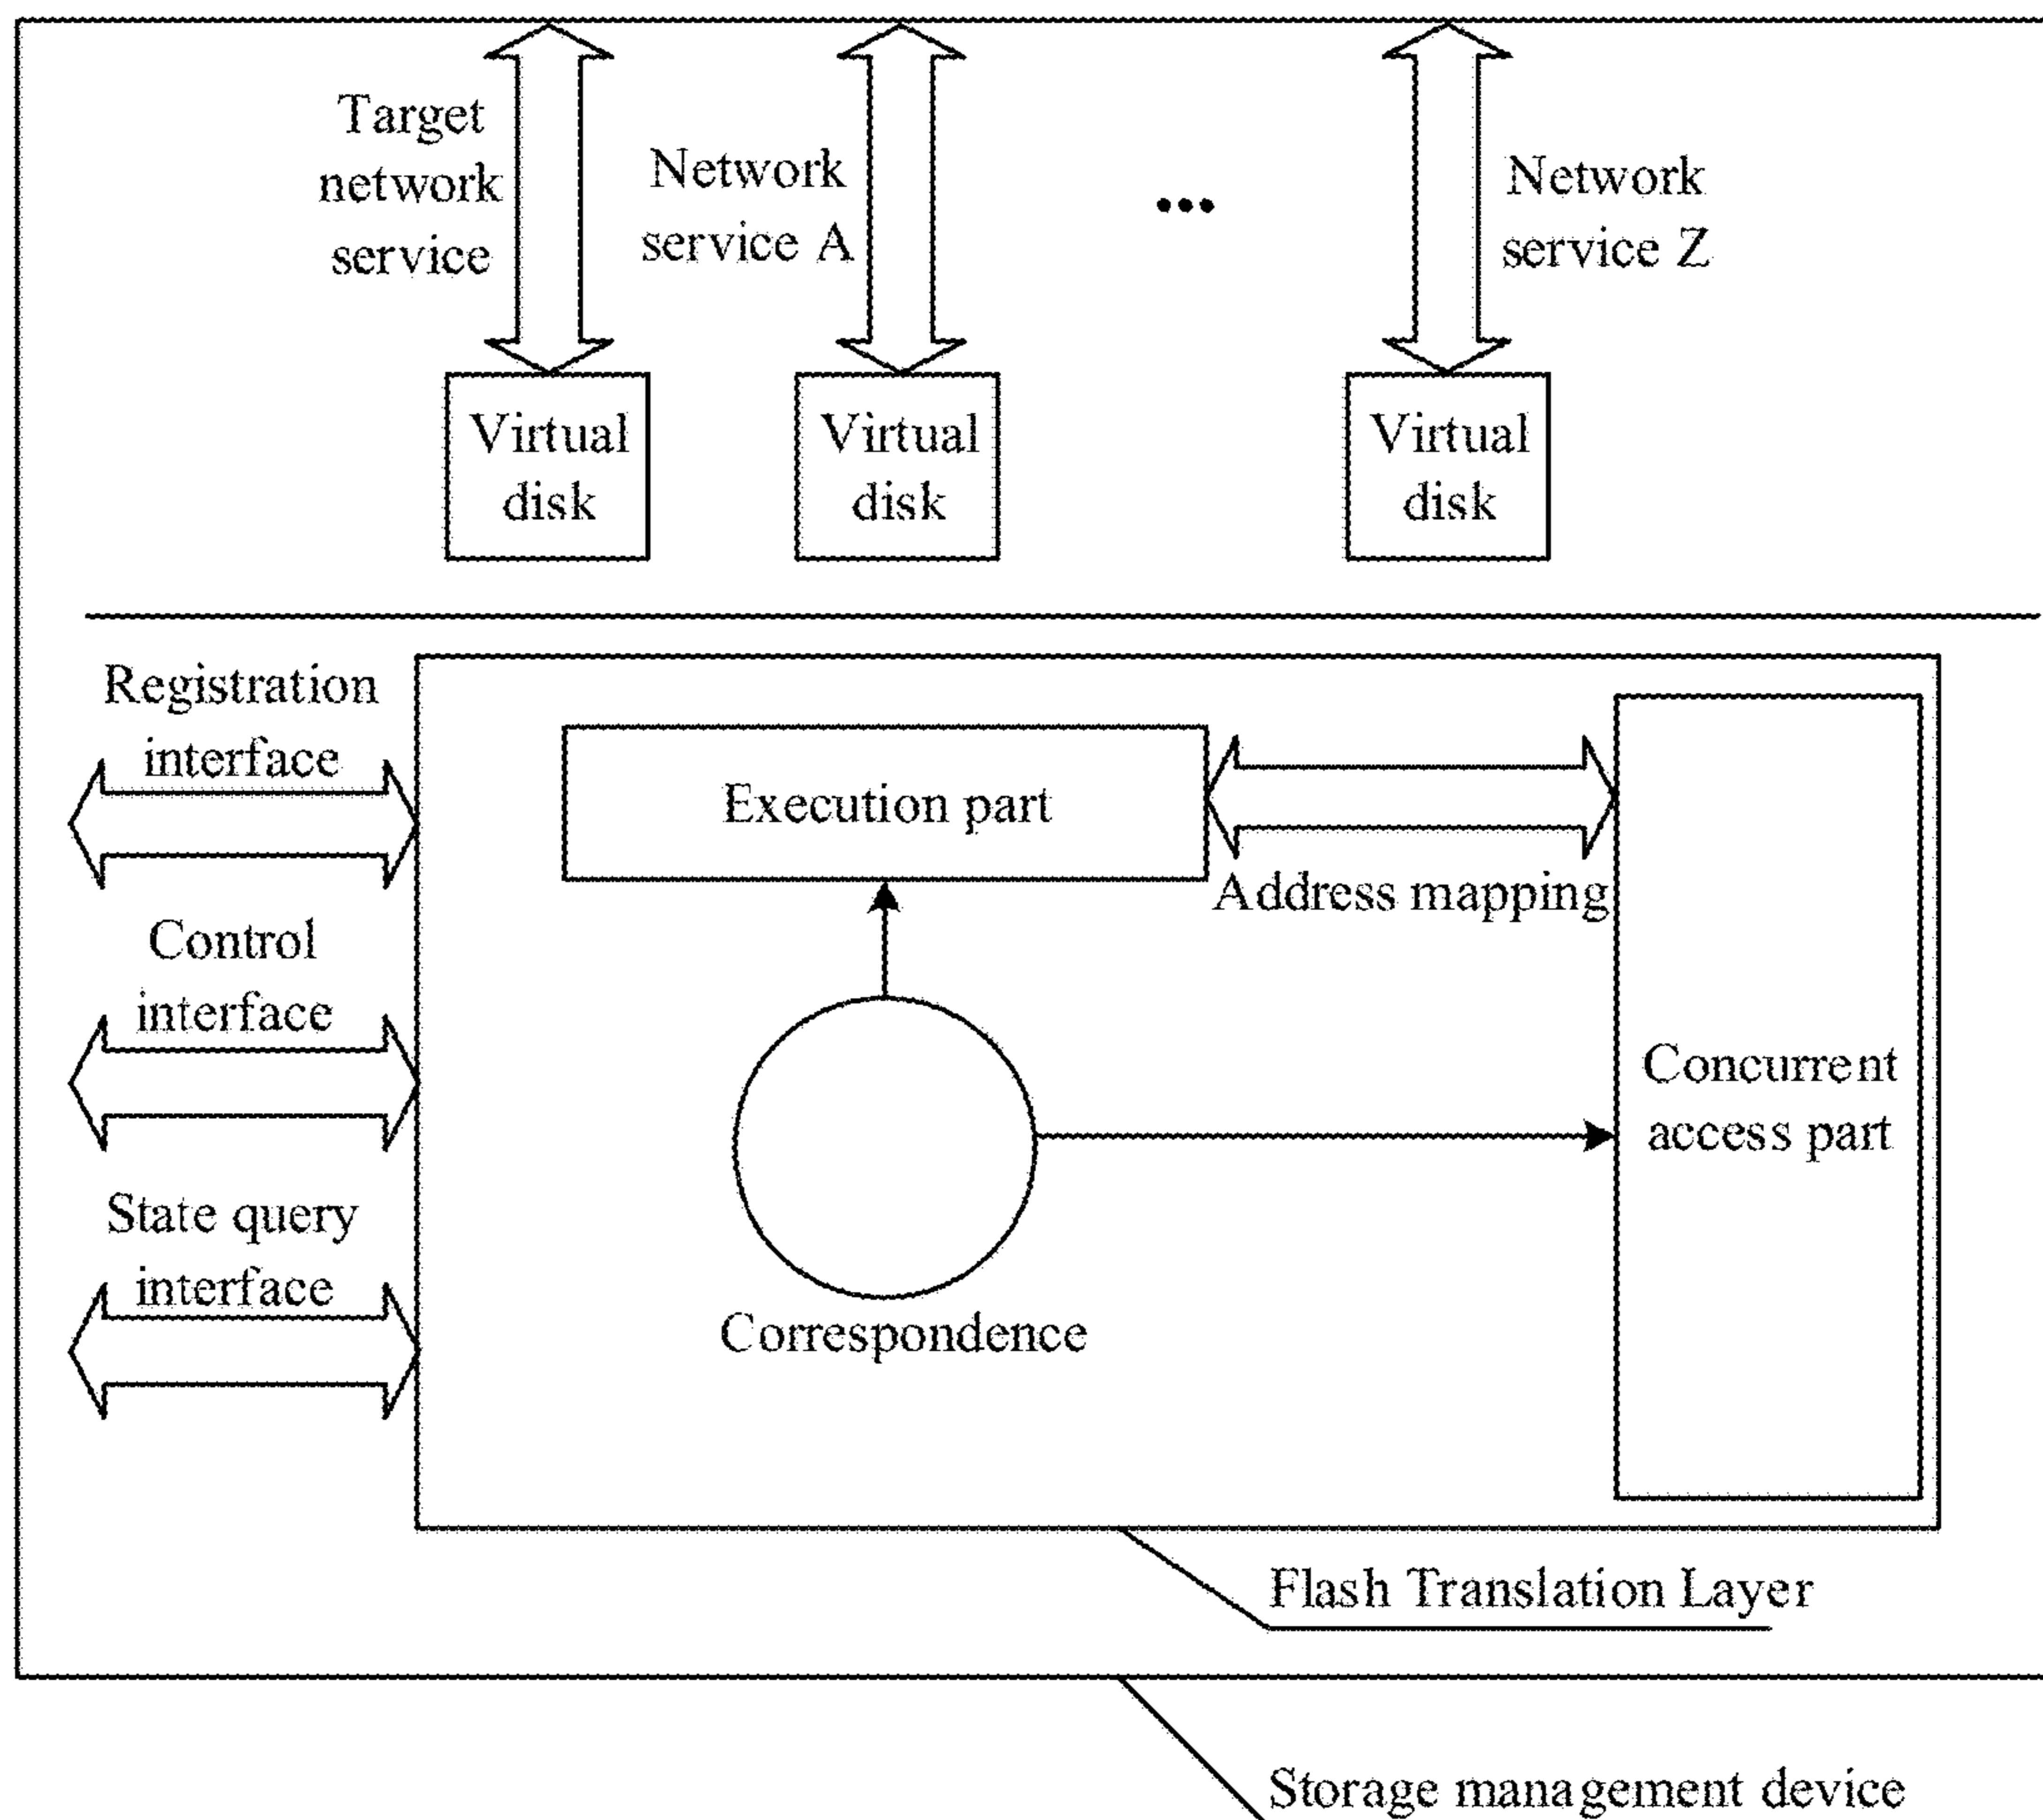 Target
network
service
Network
service A
...
Network
service Z
Virtual
disk
Virtual
disk
Virtual
disk
Registration
interface
Execution part
Address mapping
Control
interface
Concurrent
access part
State query
interface
Correspondence
Flash Translation Layer
Storage management device